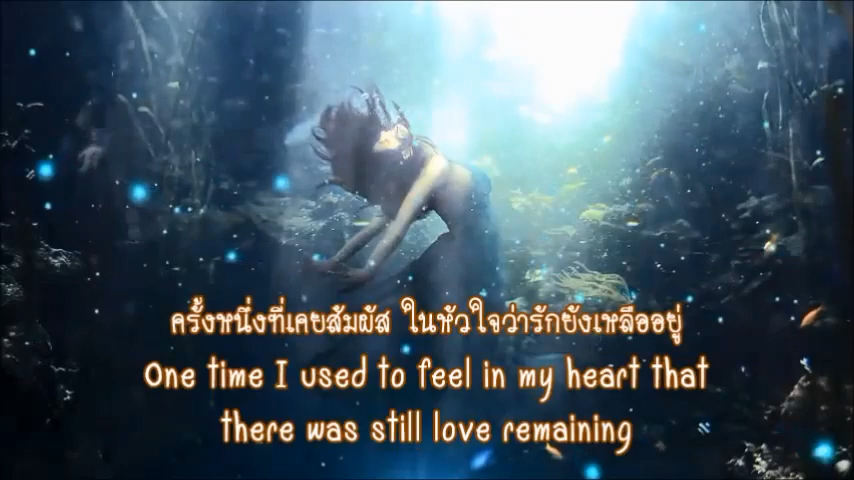 ครั้งหนึ่งที่เคยสัมผัส ในหัวใจว่ารักยังเหลืออยู่
One time I used to feel in my heart that
there was still love remaining